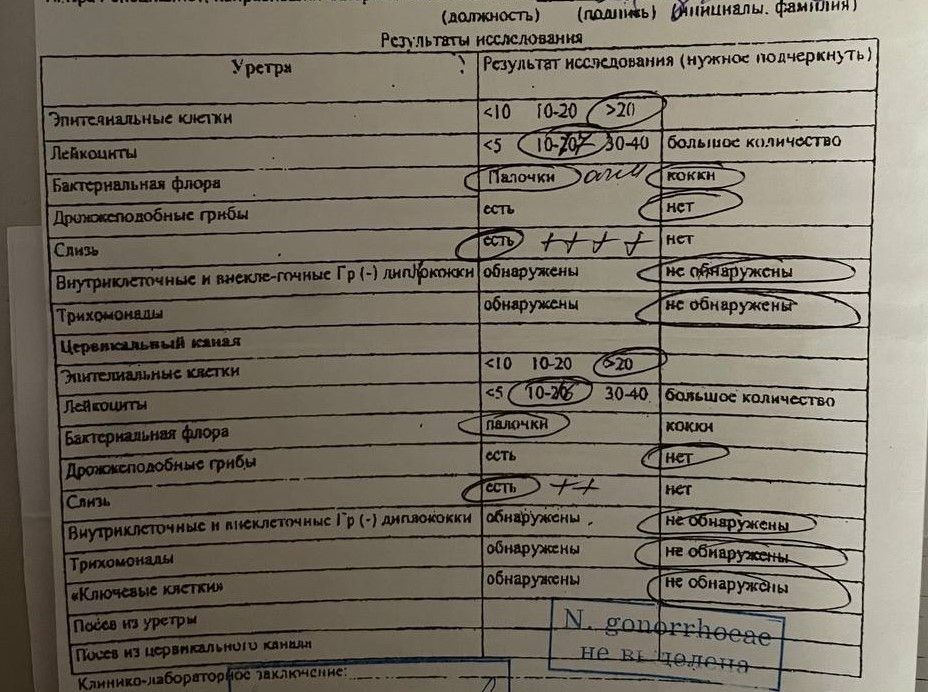 (должность) (подпись) (инициалы. фамилия)
Результаты исследования
Уретра Результат исследования (нужное подчеркнуть)
Эпителиальные клетки <10 10-20 >20
Лейкоциты <5 10-20 30-40 большое количество
Бактериальная флора Палочки кокки
Дрожжеподобные грибы есть нет
Слизь есть ++++ нет
Внутриклеточные и внекле-точные Гр (-) диплококки обнаружены не обнаружены
Трихомонады обнаружены не обнаружены
Цервикальный канал
Эпителиальные клетки <10 10-20 >20
Лейкоциты <5 10-20 30-40 большое количество
Бактериальная флора палочки кокки
Дрожжеподобные грибы есть нет
Слизь есть ++ нет
Внутриклеточные и внеклеточные Гр (-) диплококки обнаружены не обнаружены
Трихомонады обнаружены не обнаружены
«Ключевые клетки» обнаружены не обнаружены
Посев из уретры N. gonorrhoeae
Посев из цервикального канала не выделена
Клинико-лабораторное заключение: